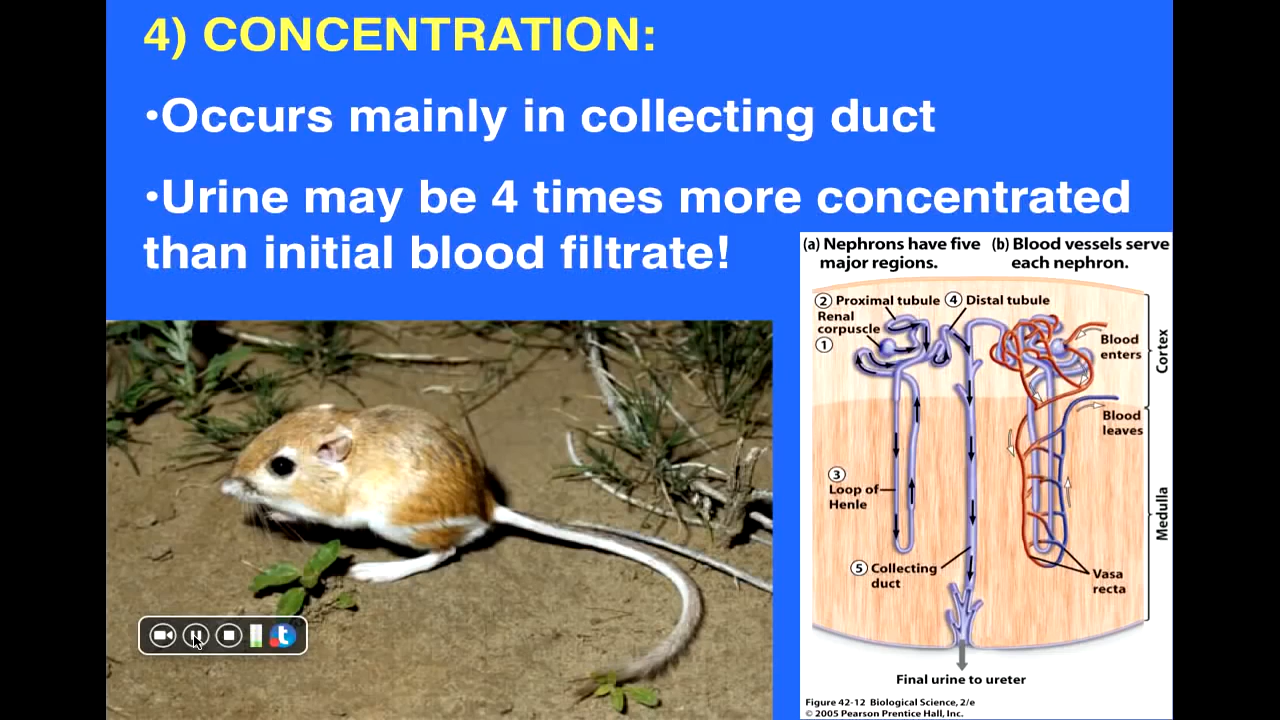 4) CONCENTRATION:
•Occurs mainly in collecting duct
•Urine may be 4 times more concentrated
than initial blood filtrate!
(a) Nephrons have five
major regions.
(b) Blood vessels serve
each nephron.
2 Proximal tubule
4 Distal tubule
Renal
corpuscle
1
Blood
enters
Cortex
Blood
leaves
3
Loop of
Henle
Medulla
5 Collecting
duct
Vasa
recta
Final urine to ureter
Figure 42-12 Biological Science, 2/e
© 2005 Pearson Prentice Hall, Inc.
t